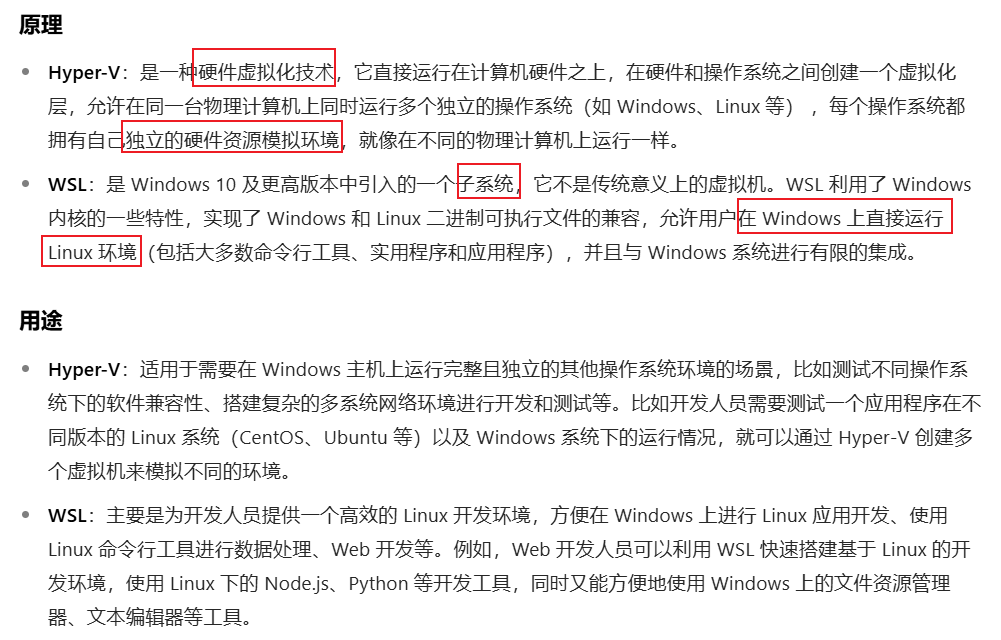 原理
Hyper-V：是一种硬件虚拟化技术，它直接运行在计算机硬件之上，在硬件和操作系统之间创建一个虚拟化
层，允许在同一台物理计算机上同时运行多个独立的操作系统（如 Windows、Linux 等），每个操作系统都
拥有自己独立的硬件资源模拟环境，就像在不同的物理计算机上运行一样。
WSL：是 Windows 10 及更高版本中引入的一个子系统，它不是传统意义上的虚拟机。WSL 利用了 Windows
内核的一些特性，实现了 Windows 和 Linux 二进制可执行文件的兼容，允许用户在 Windows 上直接运行
Linux 环境（包括大多数命令行工具、实用程序和应用程序），并且与 Windows 系统进行有限的集成。
用途
Hyper-V：适用于需要在 Windows 主机上运行完整且独立的其他操作系统环境的场景，比如测试不同操作系
统下的软件兼容性、搭建复杂的多系统网络环境进行开发和测试等。比如开发人员需要测试一个应用程序在不
同版本的 Linux 系统（CentOS、Ubuntu 等）以及 Windows 系统下的运行情况，就可以通过 Hyper-V 创建多
个虚拟机来模拟不同的环境。
WSL：主要是为开发人员提供一个高效的 Linux 开发环境，方便在 Windows 上进行 Linux 应用开发、使用
Linux 命令行工具进行数据处理、Web 开发等。例如，Web 开发人员可以利用 WSL 快速搭建基于 Linux 的开
发环境，使用 Linux 下的 Node.js、Python 等开发工具，同时又能方便地使用 Windows 上的文件资源管理
器、文本编辑器等工具。